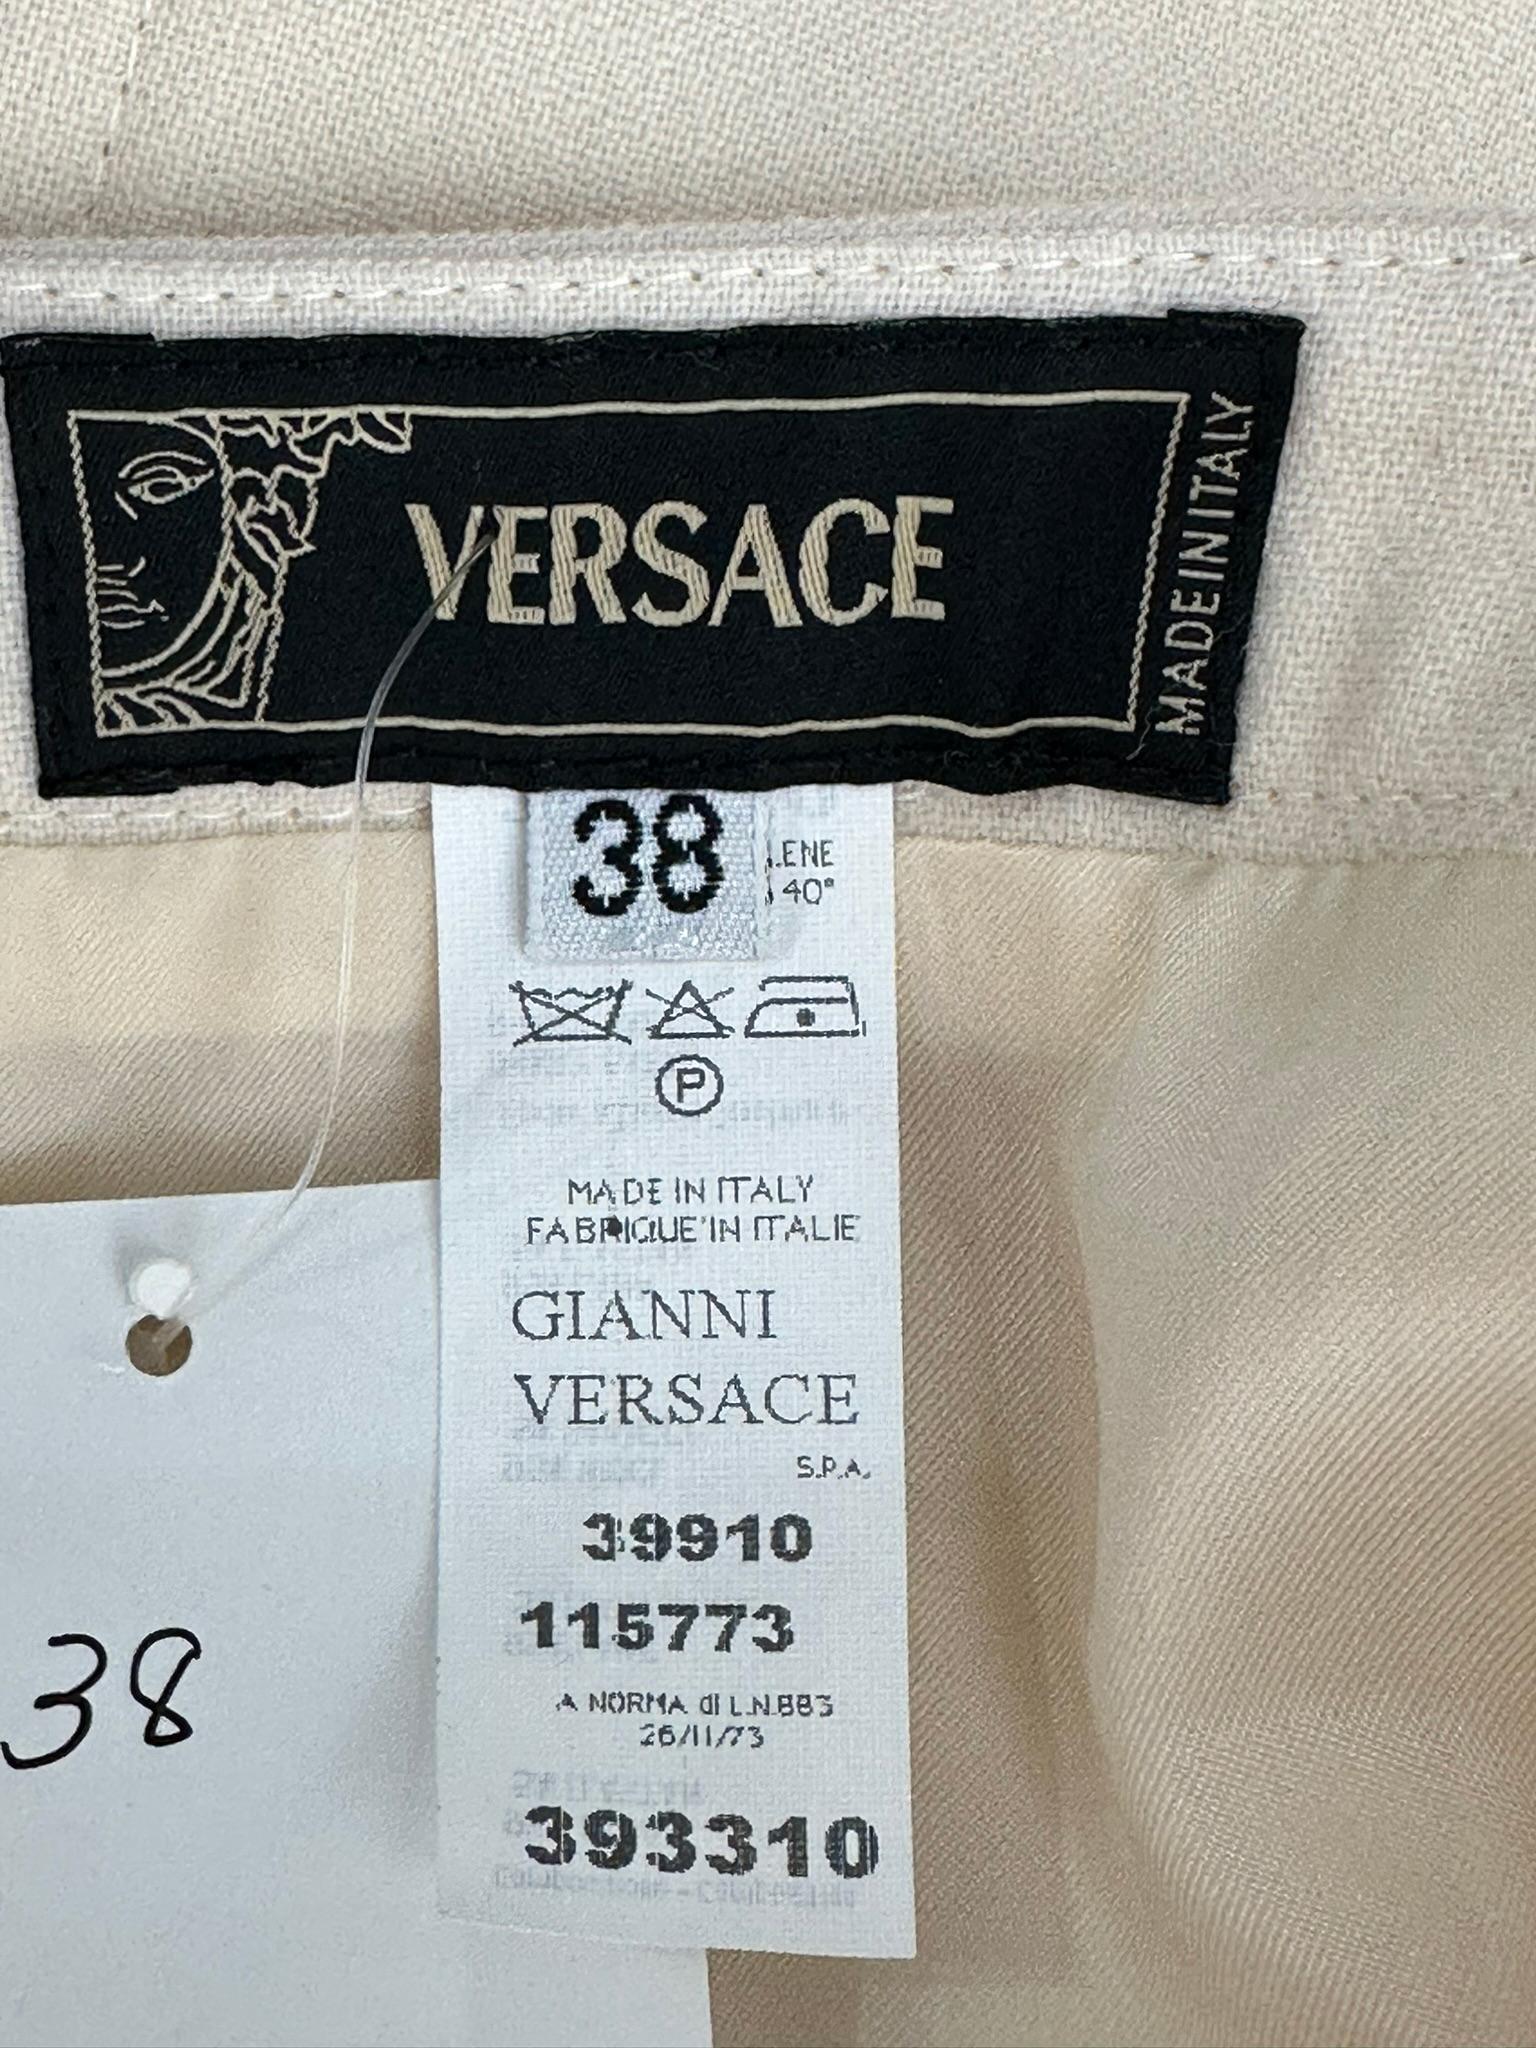 VERSACE
MADE IN ITALY
38
40°
P
MADE IN ITALY
FABRIQUE' IN ITALIE
GIANNI
VERSACE
S.P.A.
39910
115773
A NORMA di L.N.883
26/11/73
393310
38